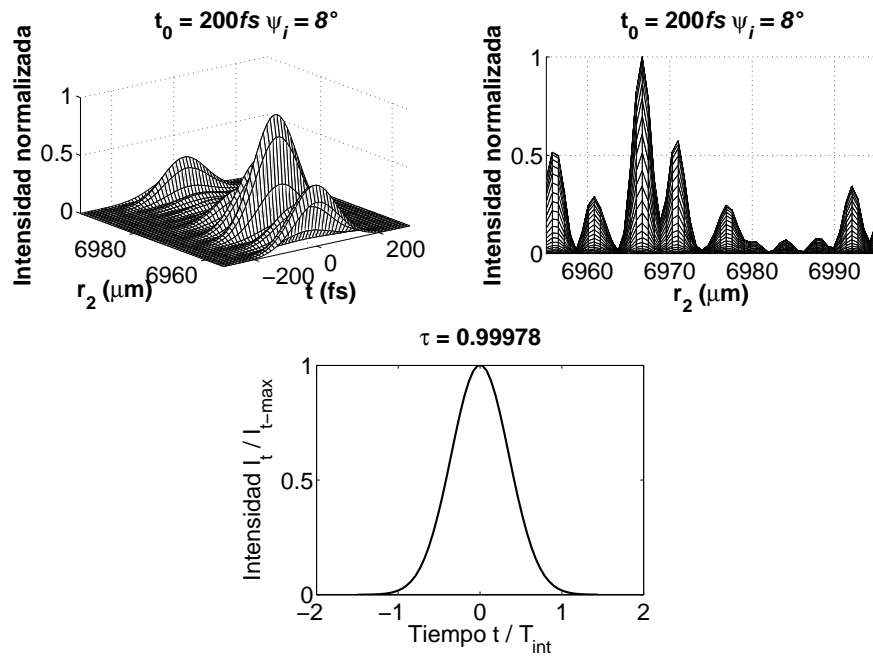 t0 = 200fs ψi = 8°
Intensidad normalizada
1
0.5
0
6980
6960
r2 (μm)
−200
0
200
t (fs)
t0 = 200fs ψi = 8°
Intensidad normalizada
1
0.5
0
6960
6970
6980
6990
r2 (μm)
τ = 0.99978
Intensidad It / It−max
1
0.5
0
−2
−1
0
1
2
Tiempo t / Tint